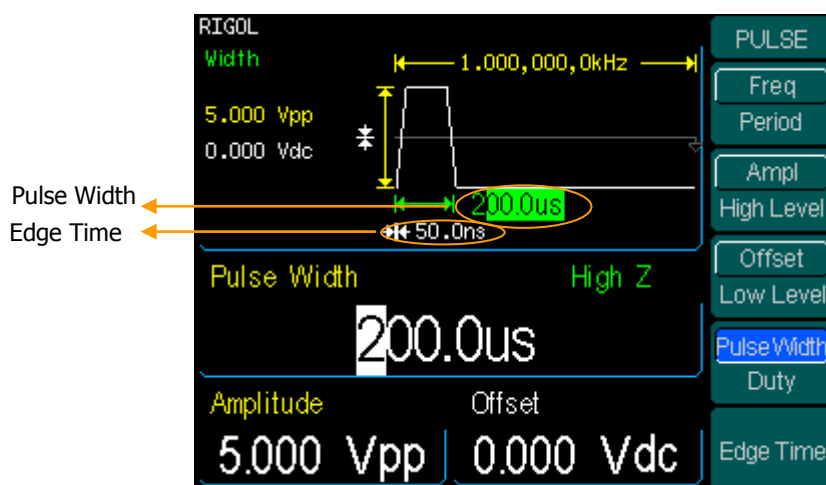 RIGOL
Width
1.000,000,0kHz
5.000 Vpp
0.000 Vdc
200.0us
50.0ns
Pulse Width
Edge Time
Pulse Width
High Z
200.0us
Amplitude
Offset
5.000 Vpp
0.000 Vdc
PULSE
Freq
Period
Ampl
High Level
Offset
Low Level
Pulse Width
Duty
Edge Time